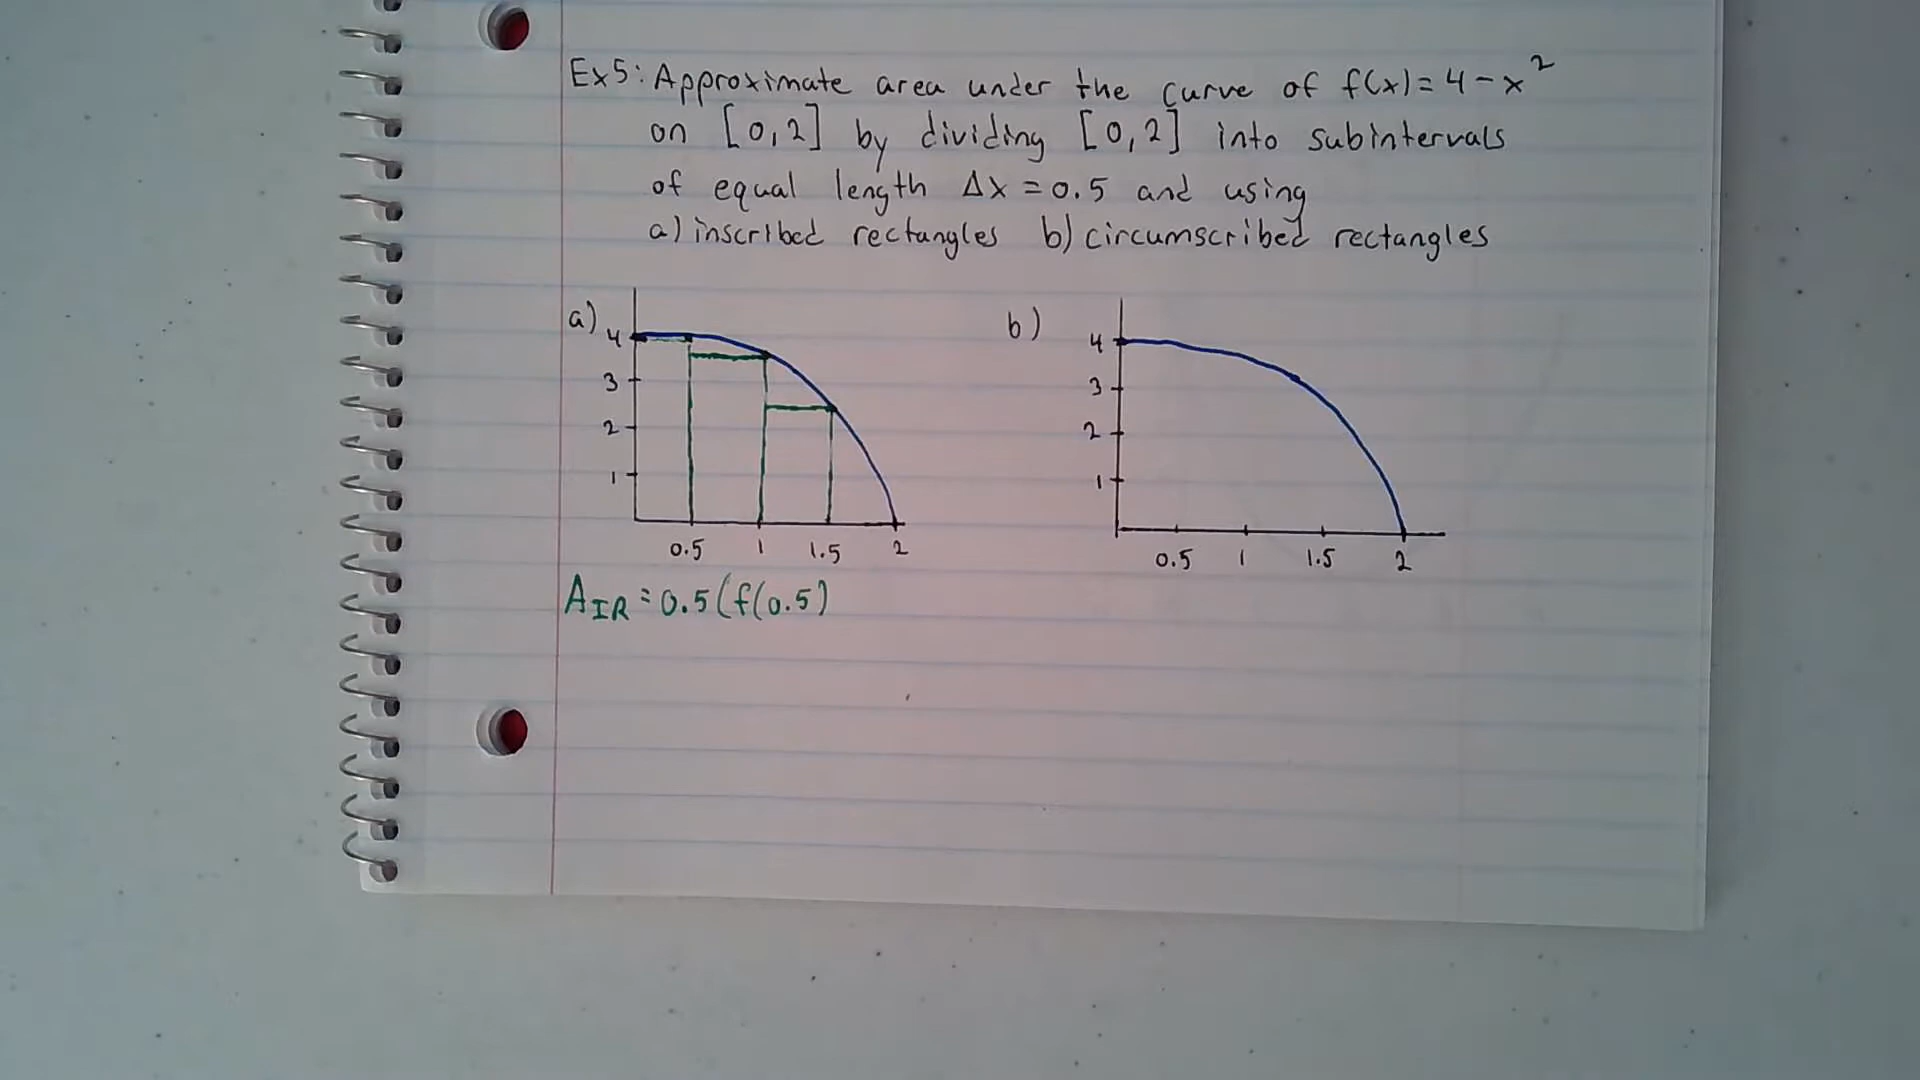 Ex5: Approximate area under the curve of f(x)=4-x²
on [0,2] by dividing [0,2] into subintervals
of equal length Δx=0.5 and using
a) inscribed rectangles b) circumscribed rectangles
a)
4
3
2
1
0.5 1 1.5 2
b)
4
3
2
1
0.5 1 1.5 2
A_IR = 0.5(f(0.5)